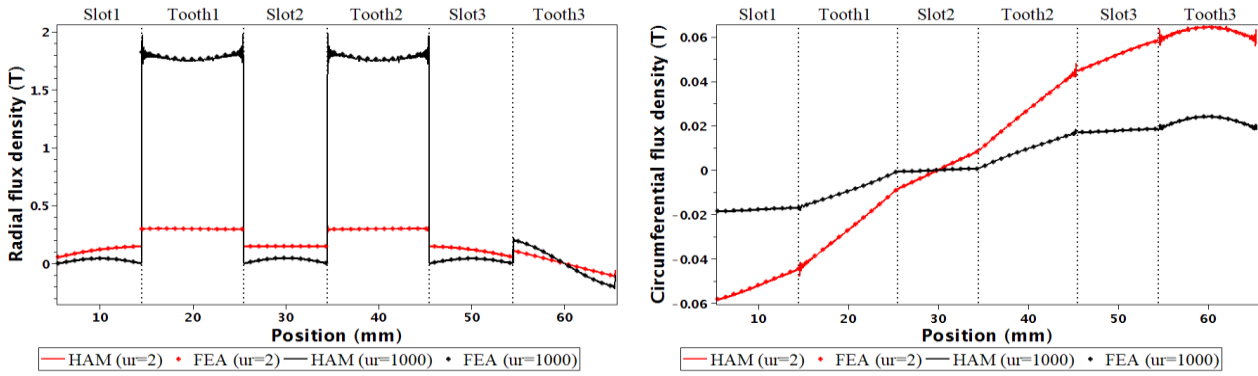 Slot1 Tooth1 Slot2 Tooth2 Slot3 Tooth3
2
1.5
1
0.5
0
Radial flux density (T)
10 20 30 40 50 60
Position (mm)
HAM (ur=2) FEA (ur=2) HAM (ur=1000) FEA (ur=1000)
Slot1 Tooth1 Slot2 Tooth2 Slot3 Tooth3
0.06
0.04
0.02
0
-0.02
-0.04
-0.06
Circumferential flux density (T)
10 20 30 40 50 60
Position (mm)
HAM (ur=2) FEA (ur=2) HAM (ur=1000) FEA (ur=1000)